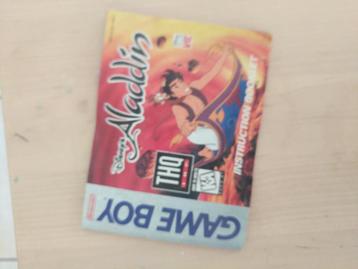 Disney's
Aladdin
THQ
INSTRUCTION BOOKLET
GAME BOY